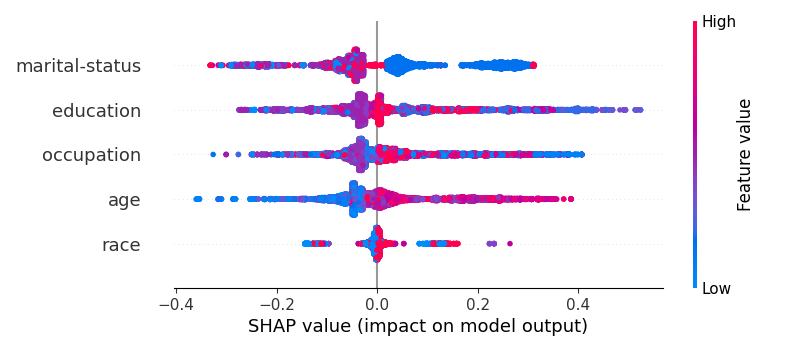 High
marital-status
education
occupation
age
race
Feature value
Low
−0.4 −0.2 0.0 0.2 0.4
SHAP value (impact on model output)